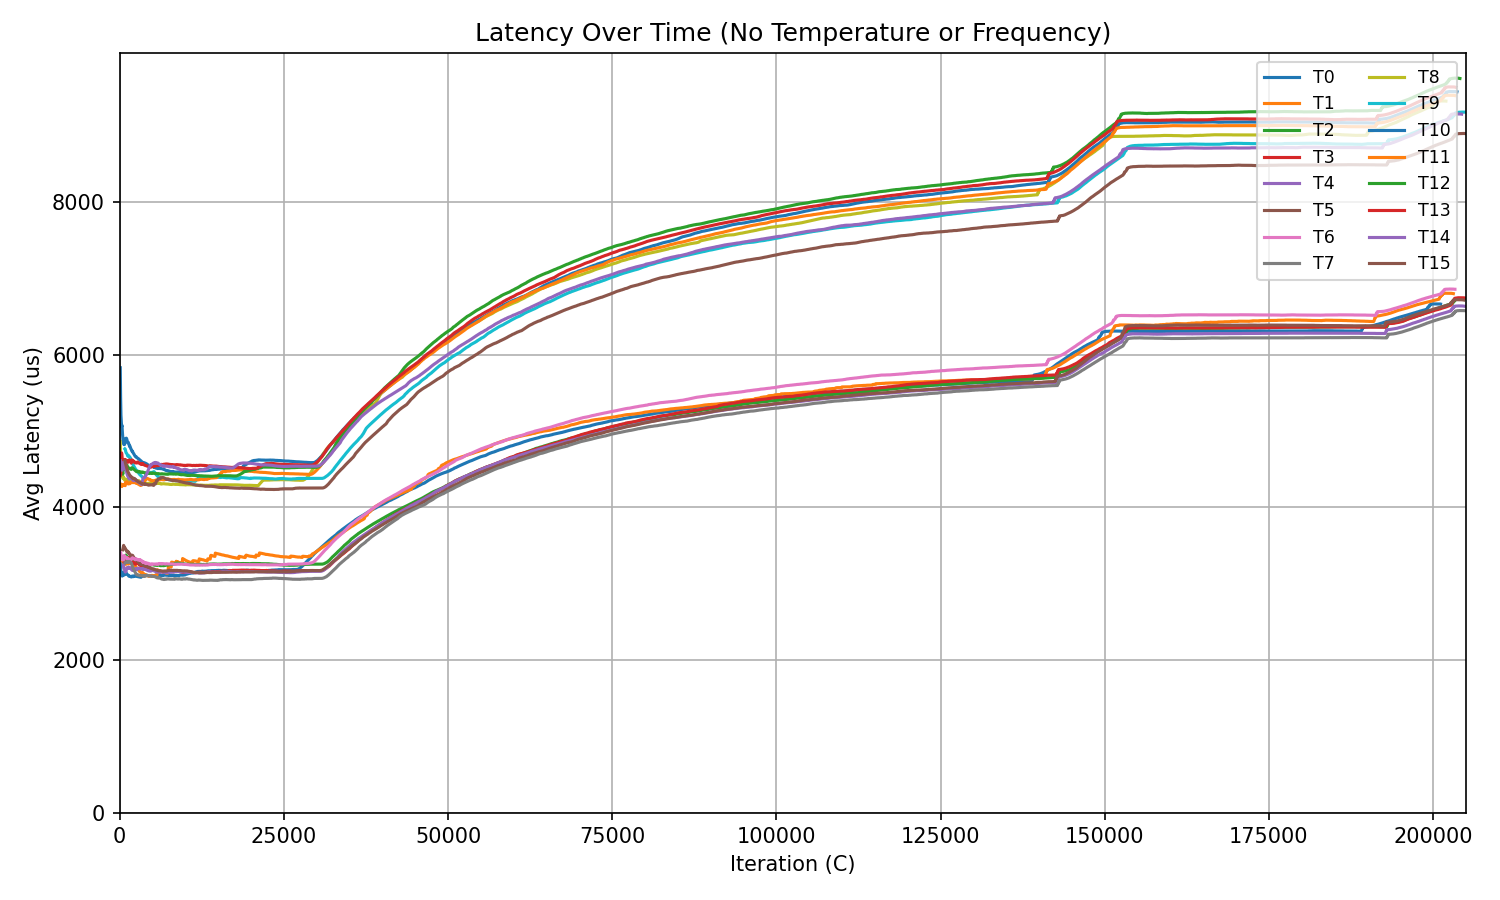 Latency Over Time (No Temperature or Frequency)
Avg Latency (us)
8000
6000
4000
2000
0
T0 T8
T1 T9
T2 T10
T3 T11
T4 T12
T5 T13
T6 T14
T7 T15
0 25000 50000 75000 100000 125000 150000 175000 200000
Iteration (C)